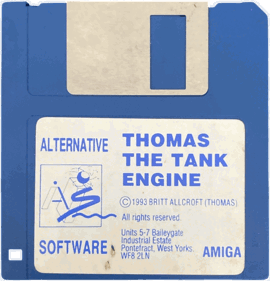 ALTERNATIVE
SOFTWARE
THOMAS
THE TANK
ENGINE
©1993 BRITT ALLCROFT (THOMAS)
All rights reserved.
Units 5-7 Baileygate
Industrial Estate
Pontefract, West Yorks.
WF8 2LN
AMIGA